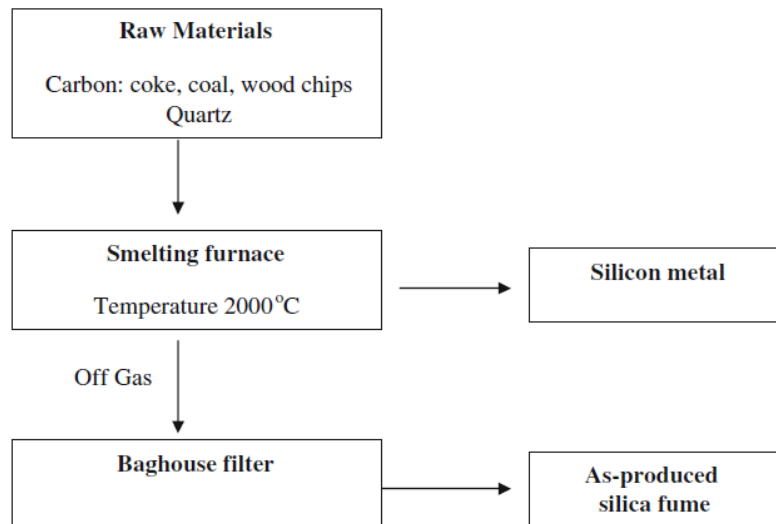 Raw Materials
Carbon: coke, coal, wood chips
Quartz
Smelting furnace
Temperature 2000°C
Silicon metal
Off Gas
Baghouse filter
As-produced
silica fume